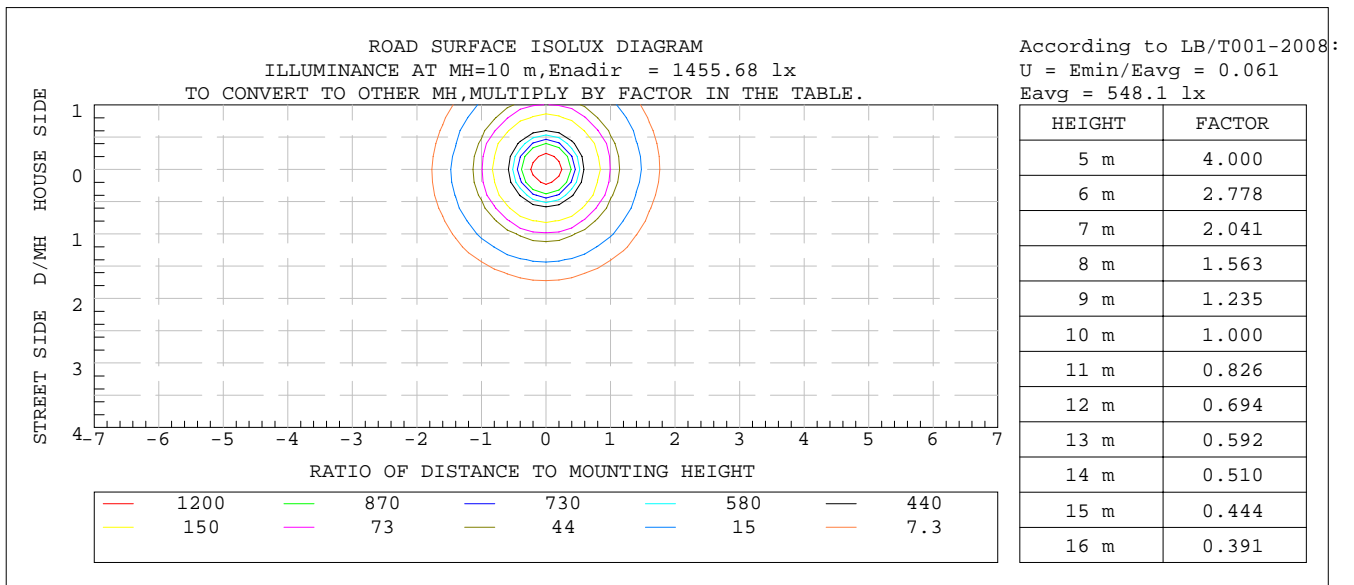 ROAD SURFACE ISOLUX DIAGRAM
ILLUMINANCE AT MH=10 m,Enadir = 1455.68 lx
TO CONVERT TO OTHER MH,MULTIPLY BY FACTOR IN THE TABLE.
STREET SIDE D/MH HOUSE SIDE
1
0
1
2
3
4
-7 -6 -5 -4 -3 -2 -1 0 1 2 3 4 5 6 7
RATIO OF DISTANCE TO MOUNTING HEIGHT
1200 870 730 580 440
150 73 44 15 7.3
According to LB/T001-2008:
U = Emin/Eavg = 0.061
Eavg = 548.1 lx
HEIGHT FACTOR
5 m 4.000
6 m 2.778
7 m 2.041
8 m 1.563
9 m 1.235
10 m 1.000
11 m 0.826
12 m 0.694
13 m 0.592
14 m 0.510
15 m 0.444
16 m 0.391